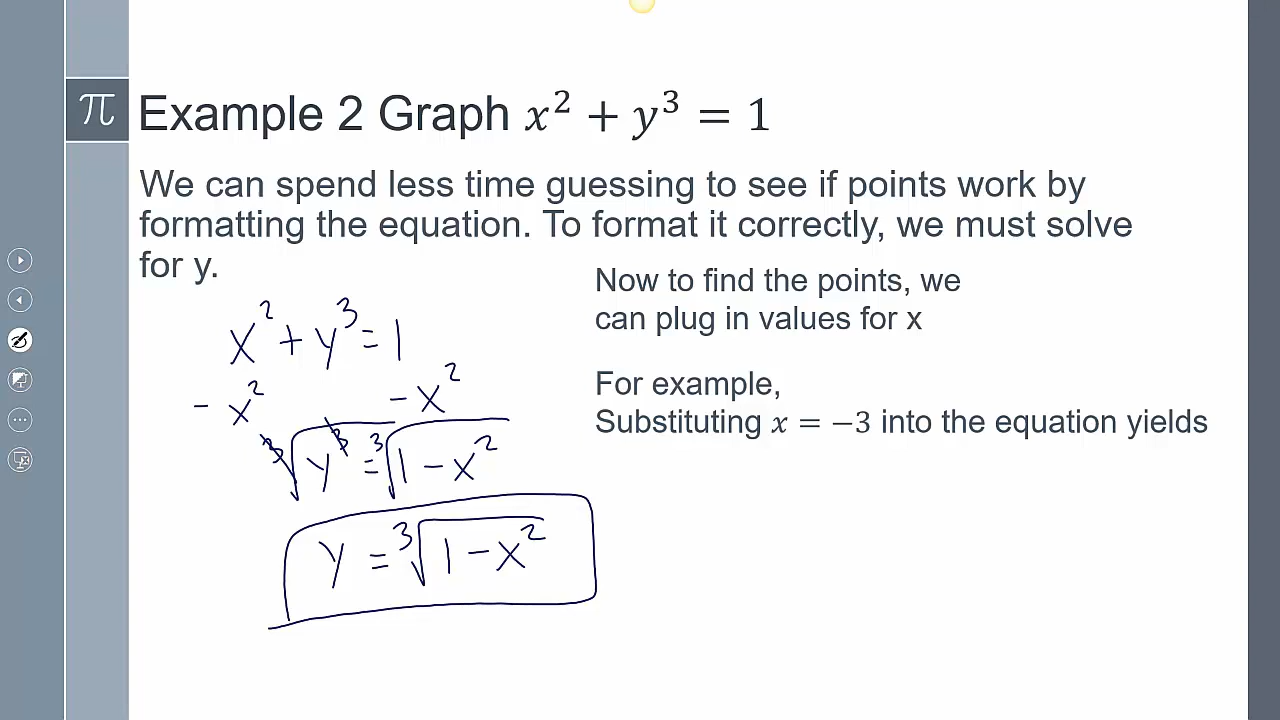 π
Example 2 Graph x² + y³ = 1
We can spend less time guessing to see if points work by
formatting the equation. To format it correctly, we must solve
for y.
x² + y³ = 1
- x² - x²
∛y³ = ∛1 - x²
y = ∛1 - x²
Now to find the points, we
can plug in values for x
For example,
Substituting x = −3 into the equation yields